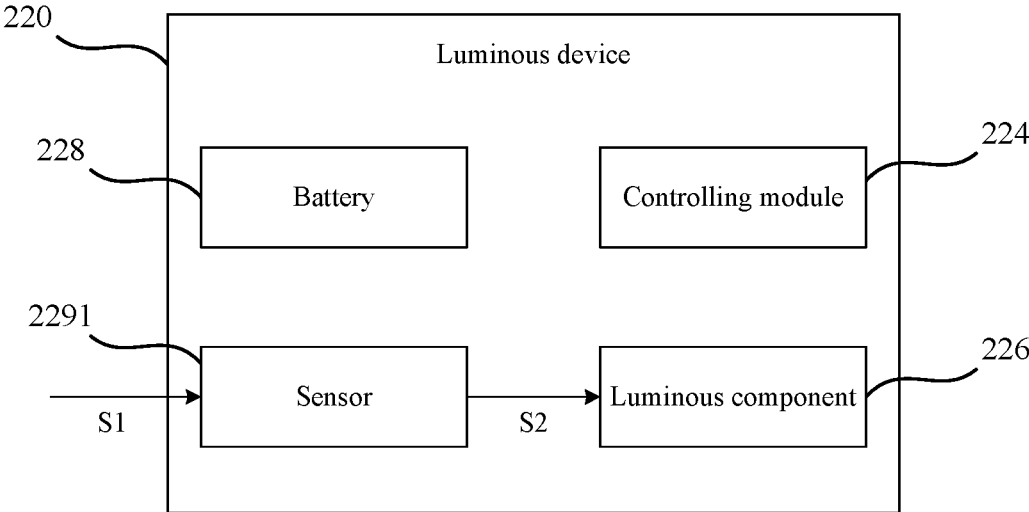 220
Luminous device
228
Battery
224
Controlling module
2291
Sensor
226
Luminous component
S1
S2